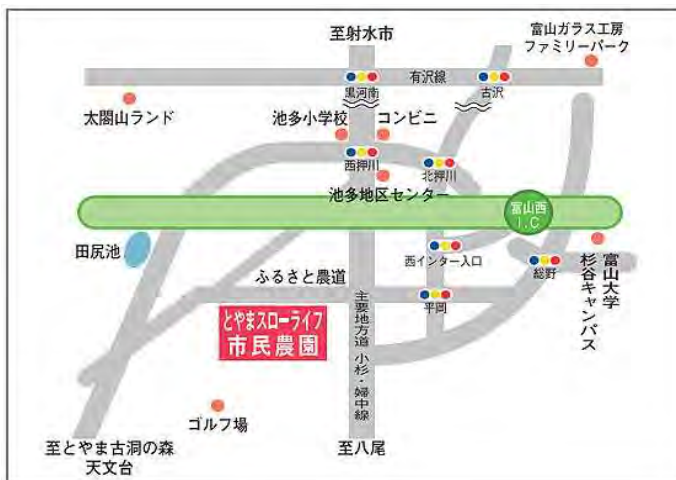 至射水市
富山ガラス工房
ファミリーパーク
有沢線
黒河南
古沢
太閤山ランド
池多小学校
コンビニ
西押川
北押川
池多地区センター
富山西
I.C
田尻池
西インター入口
総野
富山大学
杉谷キャンパス
ふるさと農道
平岡
主要地方道 小杉・婦中線
とやまスローライフ
市民農園
ゴルフ場
至とやま古洞の森
天文台
至八尾